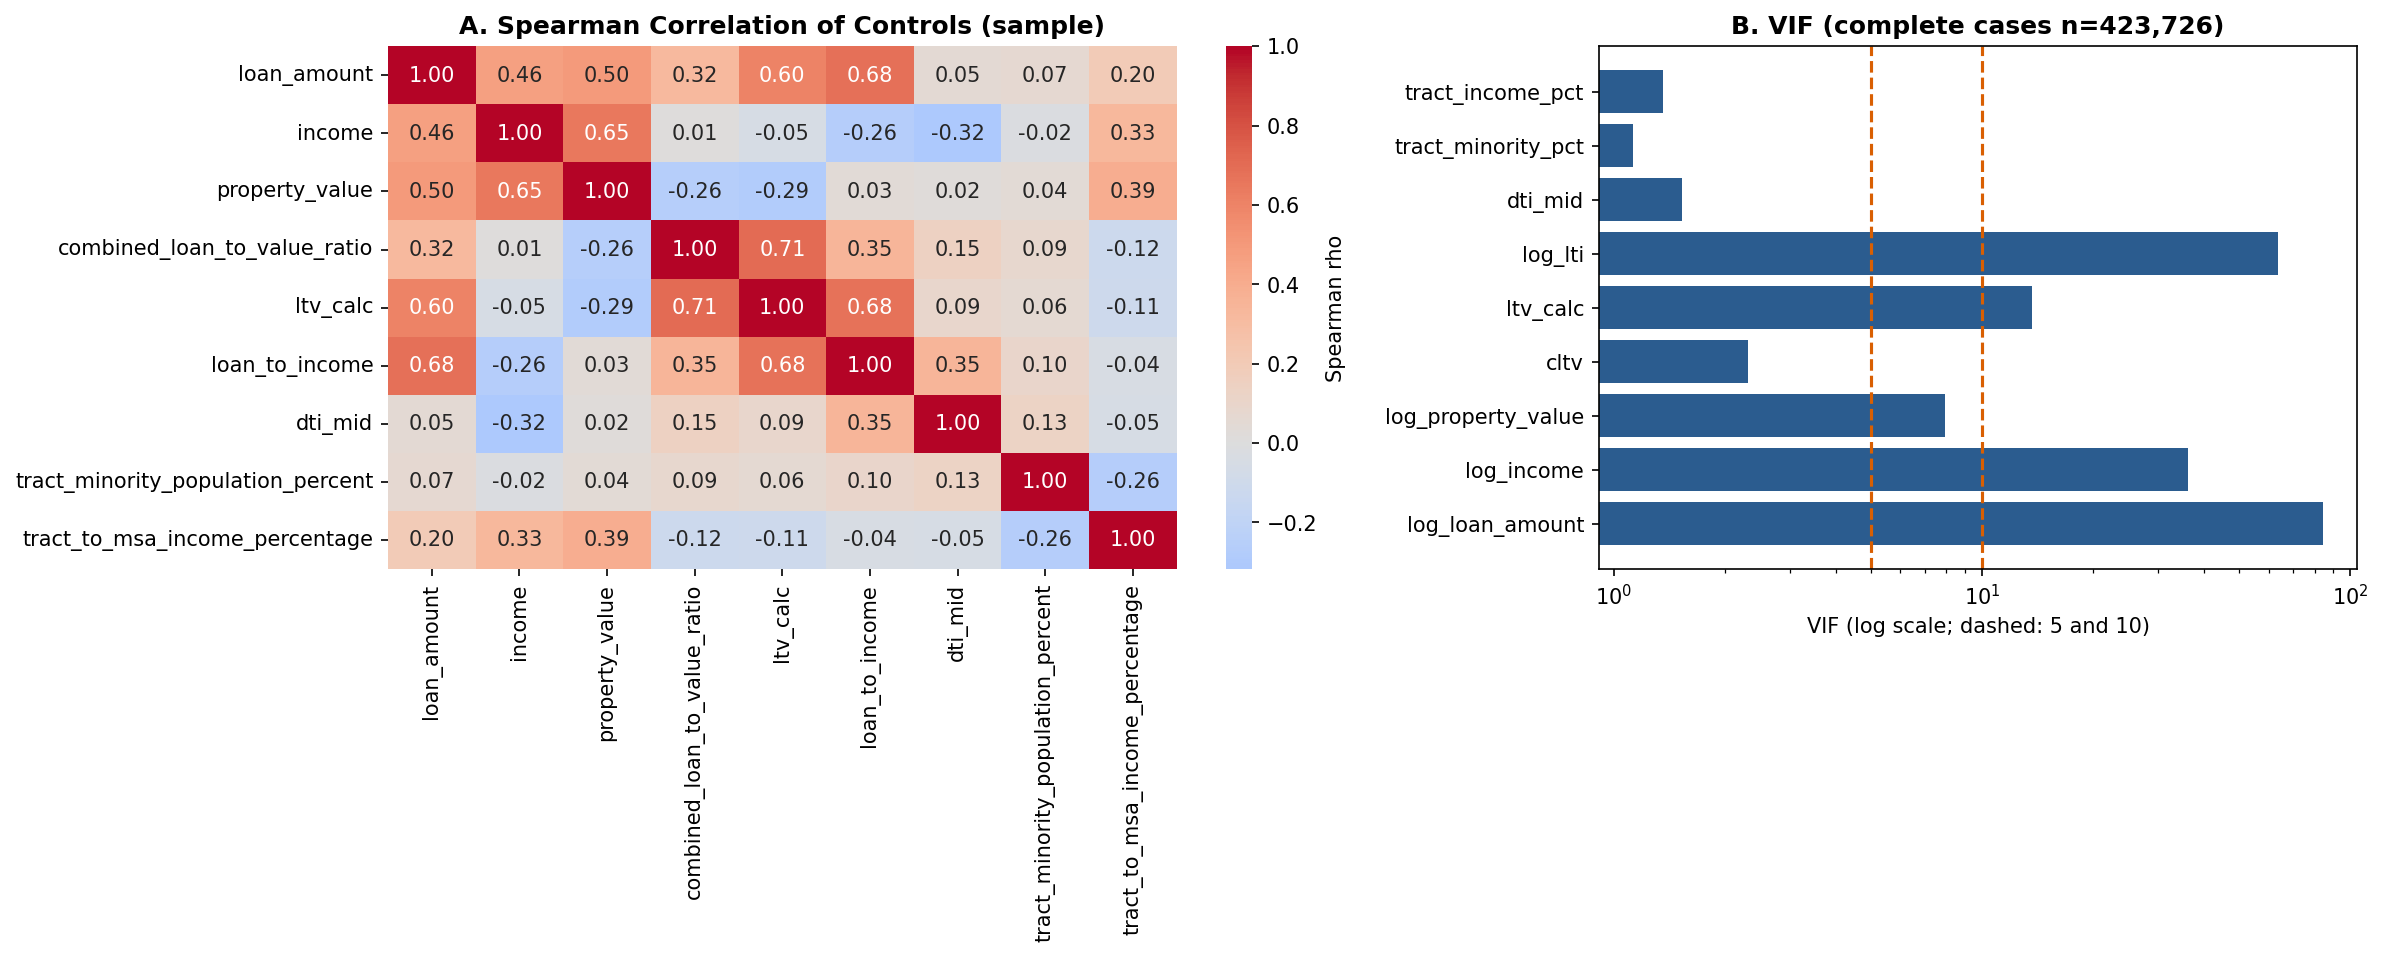 A. Spearman Correlation of Controls (sample)
loan_amount 1.00 0.46 0.50 0.32 0.60 0.68 0.05 0.07 0.20
income 0.46 1.00 0.65 0.01 -0.05 -0.26 -0.32 -0.02 0.33
property_value 0.50 0.65 1.00 -0.26 -0.29 0.03 0.02 0.04 0.39
combined_loan_to_value_ratio 0.32 0.01 -0.26 1.00 0.71 0.35 0.15 0.09 -0.12
ltv_calc 0.60 -0.05 -0.29 0.71 1.00 0.68 0.09 0.06 -0.11
loan_to_income 0.68 -0.26 0.03 0.35 0.68 1.00 0.35 0.10 -0.04
dti_mid 0.05 -0.32 0.02 0.15 0.09 0.35 1.00 0.13 -0.05
tract_minority_population_percent 0.07 -0.02 0.04 0.09 0.06 0.10 0.13 1.00 -0.26
tract_to_msa_income_percentage 0.20 0.33 0.39 -0.12 -0.11 -0.04 -0.05 -0.26 1.00
loan_amount
income
property_value
combined_loan_to_value_ratio
ltv_calc
loan_to_income
dti_mid
tract_minority_population_percent
tract_to_msa_income_percentage
1.0
0.8
0.6
0.4
0.2
0.0
−0.2
Spearman rho
B. VIF (complete cases n=423,726)
tract_income_pct
tract_minority_pct
dti_mid
log_lti
ltv_calc
cltv
log_property_value
log_income
log_loan_amount
10⁰ 10¹ 10²
VIF (log scale; dashed: 5 and 10)